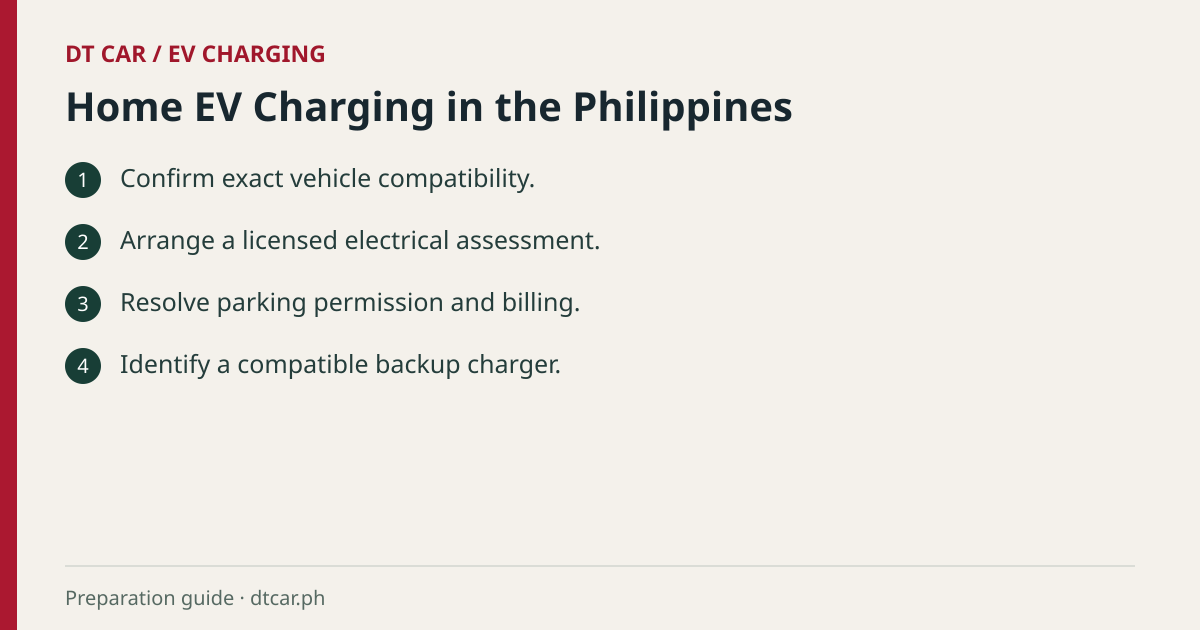 DT CAR / EV CHARGING
Home EV Charging in the Philippines
1 Confirm exact vehicle compatibility.
2 Arrange a licensed electrical assessment.
3 Resolve parking permission and billing.
4 Identify a compatible backup charger.
Preparation guide · dtcar.ph